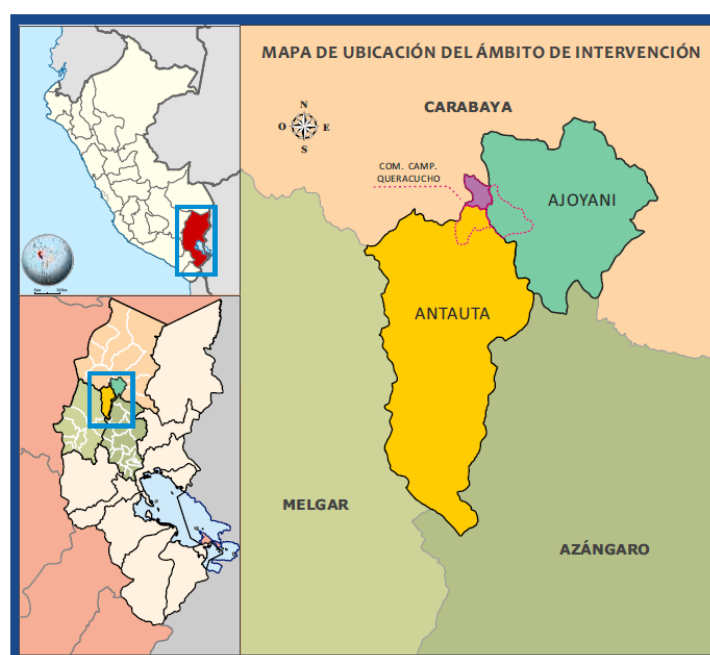 MAPA DE UBICACIÓN DEL ÁMBITO DE INTERVENCIÓN
N
O
E
S
CARABAYA
COM. CAMP.
QUERACUCHO
AJOYANI
ANTAUTA
MELGAR
AZÁNGARO